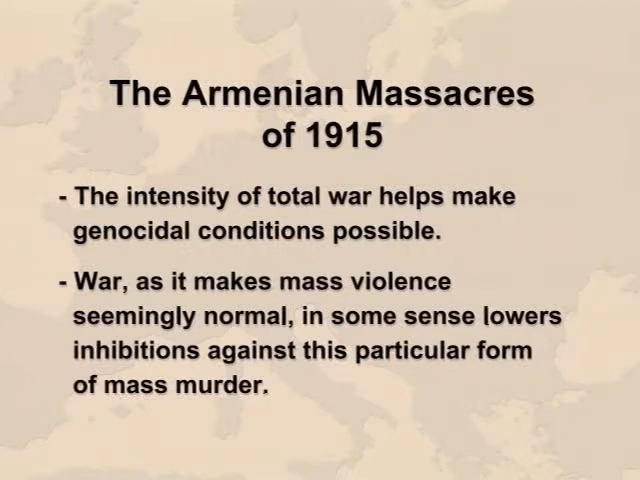 The Armenian Massacres
of 1915
- The intensity of total war helps make
genocidal conditions possible.
- War, as it makes mass violence
seemingly normal, in some sense lowers
inhibitions against this particular form
of mass murder.